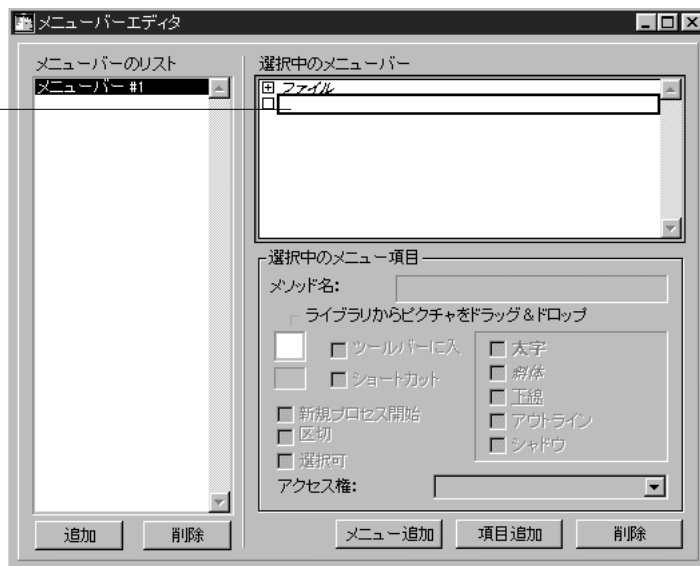 メニューバーエディタ
メニューバーのリスト
メニューバー #1
追加
削除
選択中のメニューバー
ファイル
選択中のメニュー項目
メソッド名:
ライブラリからピクチャをドラッグ＆ドロップ
ツールバーに入
ショートカット
新規プロセス開始
区切
選択可
太字
斜体
下線
アウトライン
シャドウ
アクセス権:
メニュー追加
項目追加
削除